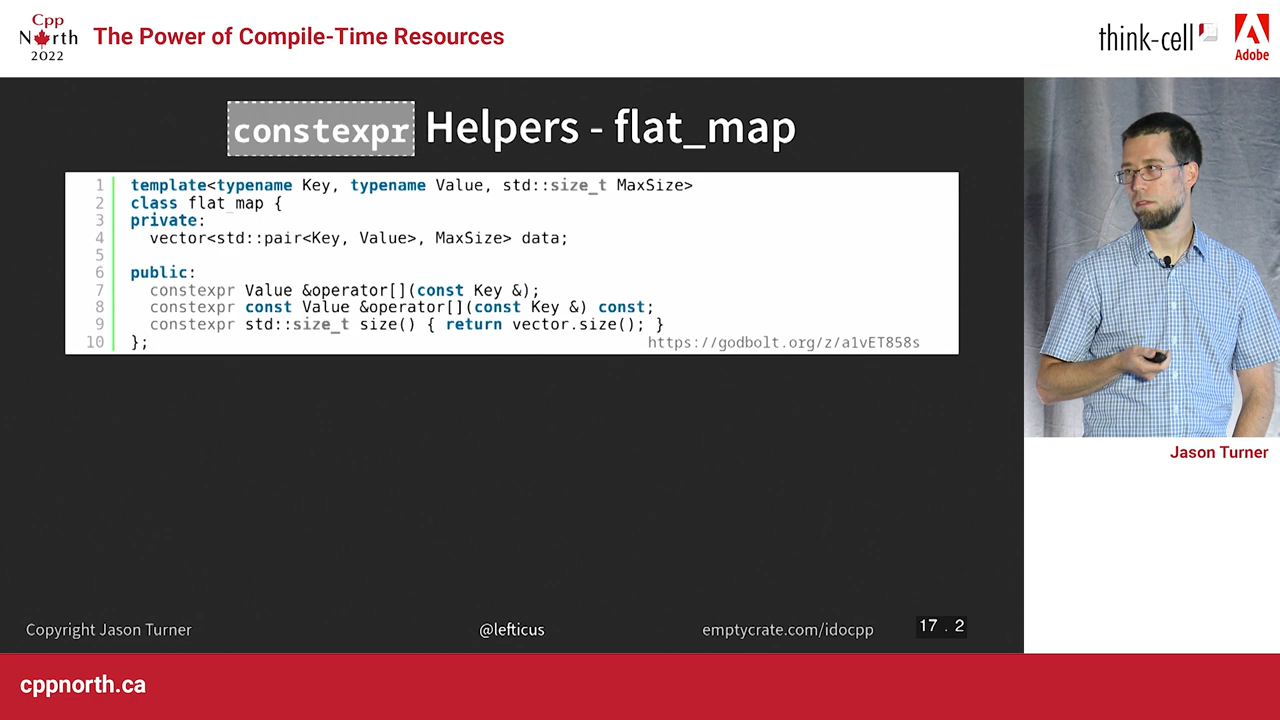 Cpp
North
2022
The Power of Compile-Time Resources
think-cell
Adobe
constexpr Helpers - flat_map
1 template<typename Key, typename Value, std::size_t MaxSize>
2 class flat_map {
3 private:
4   vector<std::pair<Key, Value>, MaxSize> data;
5
6 public:
7   constexpr Value &operator[](const Key &);
8   constexpr const Value &operator[](const Key &) const;
9   constexpr std::size_t size() { return vector.size(); }
10 };
https://godbolt.org/z/a1vET858s
Jason Turner
Copyright Jason Turner
@lefticus
emptycrate.com/idocpp
17 . 2
cppnorth.ca